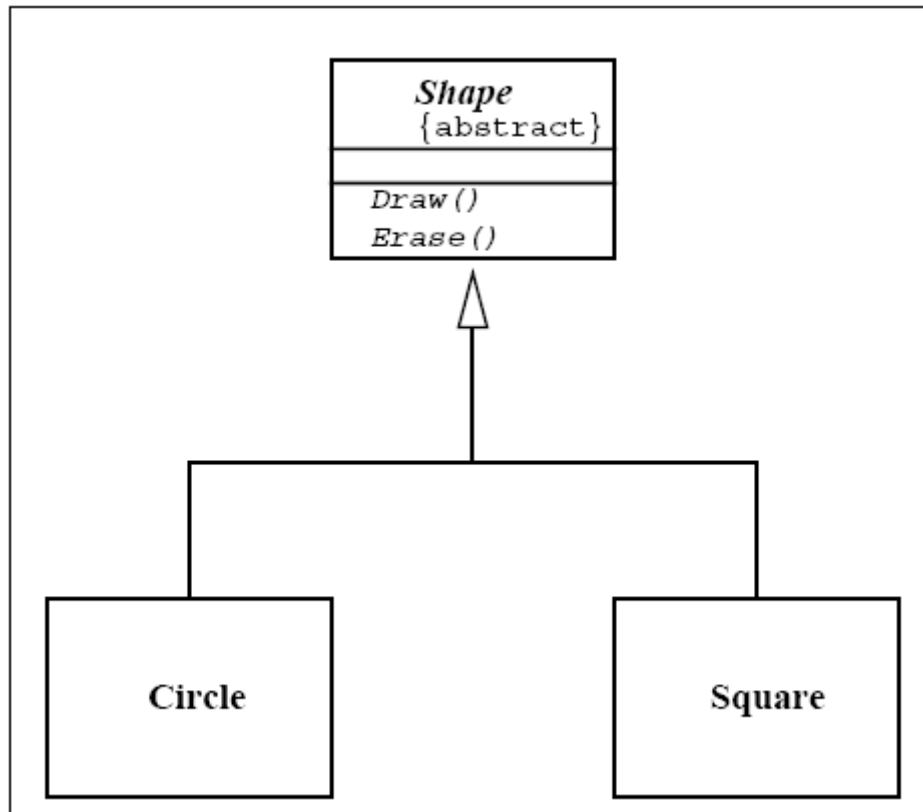 Shape
{abstract}
Draw()
Erase()
Circle
Square